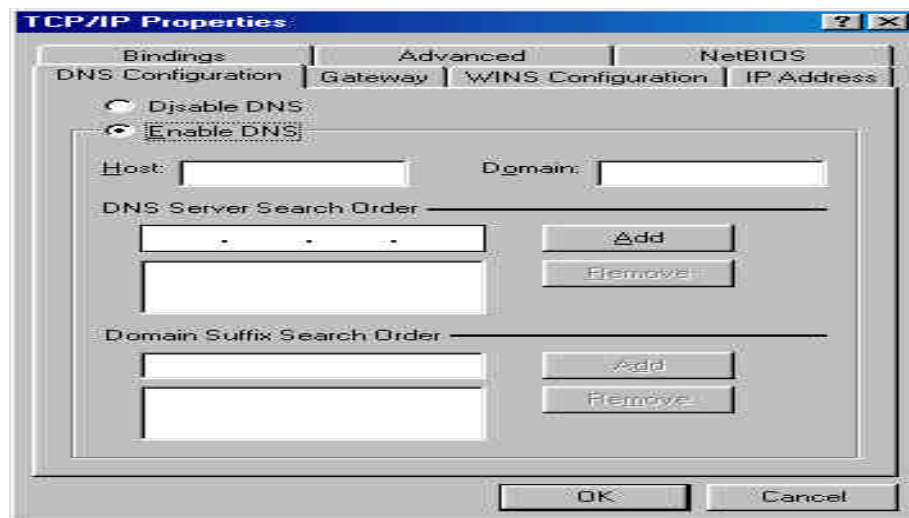 TCP/IP Properties
? ×
Bindings Advanced NetBIOS
DNS Configuration Gateway WINS Configuration IP Address
Disable DNS
Enable DNS
Host: Domain:
DNS Server Search Order
. . . Add
Remove
Domain Suffix Search Order
Add
Remove
OK Cancel